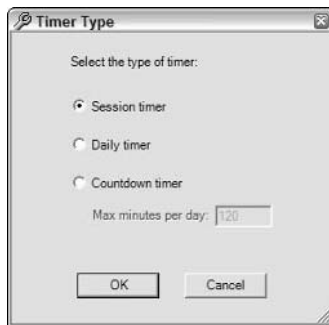 Timer Type
Select the type of timer:
Session timer
Daily timer
Countdown timer
Max minutes per day: 120
OK Cancel